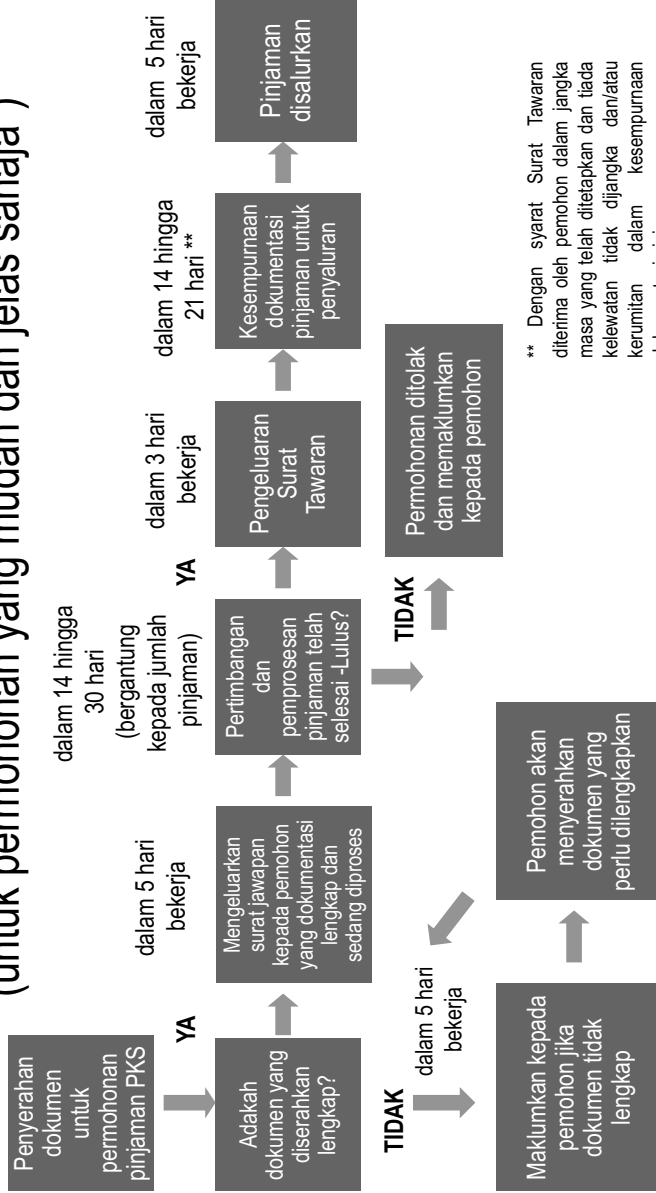 (untuk permohonan yang mudah dan jelas sahaja )
Penyerahan
dokumen
untuk
permohonan
pinjaman PKS
Adakah
dokumen yang
diserahkan
lengkap?
YA
dalam 5 hari
bekerja
Mengeluarkan
surat jawapan
kepada pemohon
yang dokumentasi
lengkap dan
sedang diproses
dalam 14 hingga
30 hari
(bergantung
kepada jumlah
pinjaman)
Pertimbangan
dan
pemprosesan
pinjaman telah
selesai -Lulus?
YA
dalam 3 hari
bekerja
Pengeluaran
Surat
Tawaran
dalam 14 hingga
21 hari **
Kesempurnaan
dokumentasi
pinjaman untuk
penyaluran
dalam 5 hari
bekerja
Pinjaman
disalurkan
TIDAK
Permohonan ditolak
dan memaklumkan
kepada pemohon
TIDAK
Maklumkan kepada
pemohon jika
dokumen tidak
lengkap
dalam 5 hari
bekerja
Pemohon akan
menyerahkan
dokumen yang
perlu dilengkapkan
** Dengan syarat Surat Tawaran
diterima oleh pemohon dalam jangka
masa yang telah ditetapkan dan tiada
kelewatan tidak dijangka dan/atau
kerumitan dalam kesempurnaan